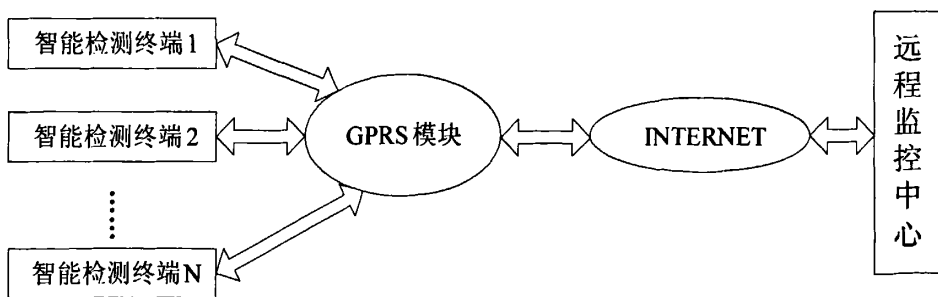 智能检测终端1
智能检测终端2
······
智能检测终端N
GPRS模块
INTERNET
远程监控中心